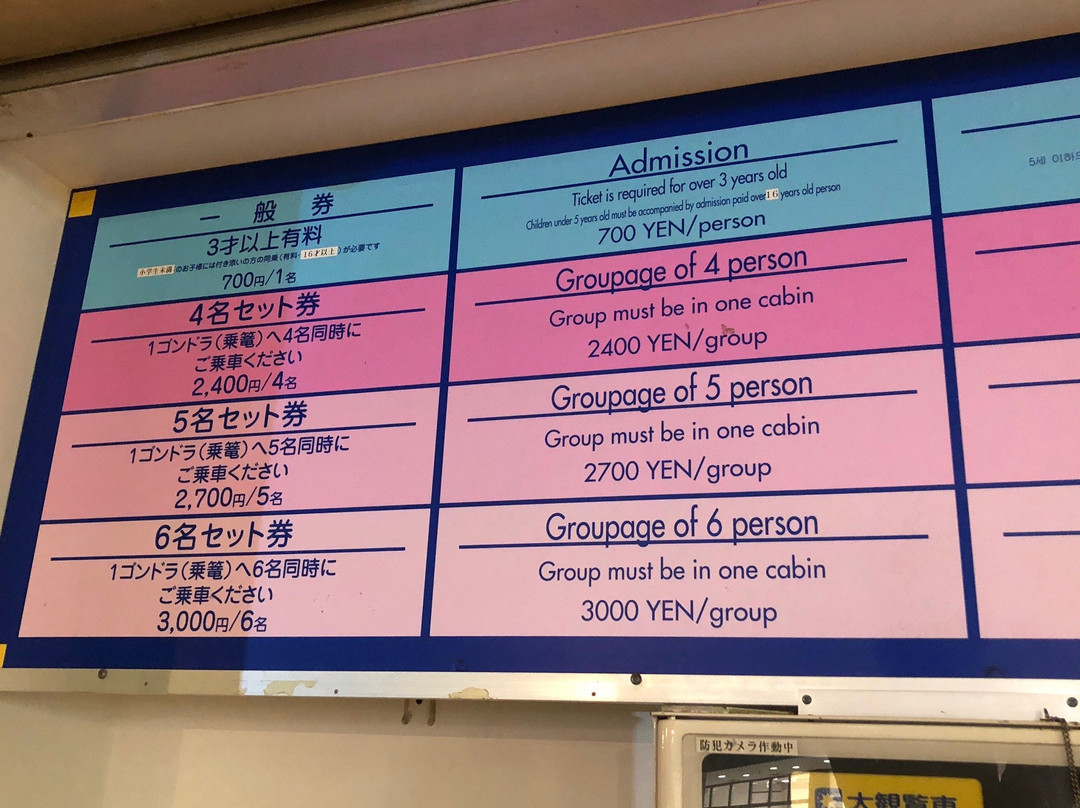 一般券
3才以上有料
小学生未満のお子様には付き添いの方の同乗(有料・16才以上)が必要です
700円/1名
4名セット券
1ゴンドラ(乗篭)へ4名同時に
ご乗車ください
2,400円/4名
5名セット券
1ゴンドラ(乗篭)へ5名同時に
ご乗車ください
2,700円/5名
6名セット券
1ゴンドラ(乗篭)へ6名同時に
ご乗車ください
3,000円/6名
Admission
Ticket is required for over 3 years old
Children under 5 years old must be accompanied by admission paid over 16 years old person
700 YEN/person
Groupage of 4 person
Group must be in one cabin
2400 YEN/group
Groupage of 5 person
Group must be in one cabin
2700 YEN/group
Groupage of 6 person
Group must be in one cabin
3000 YEN/group
5세 이하
防犯カメラ作動中
大観覧車